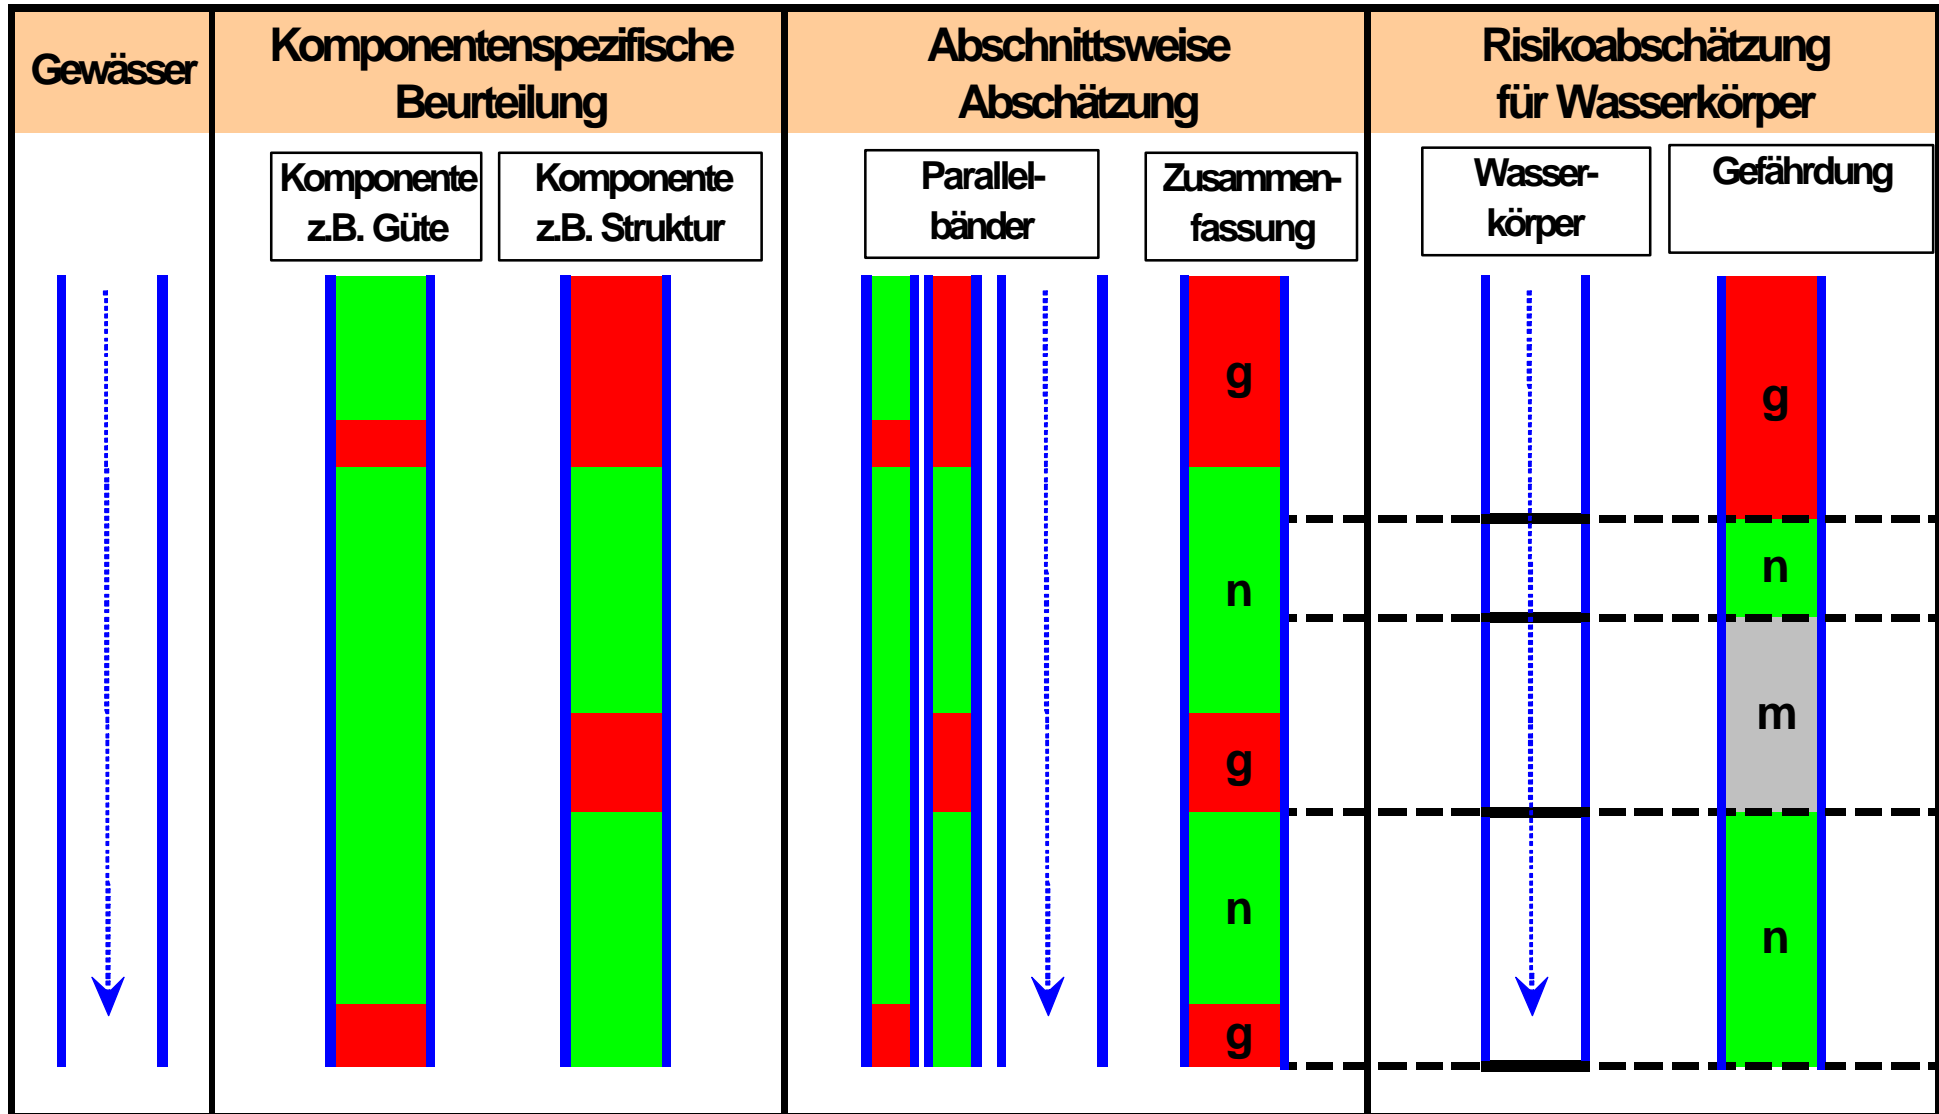 Gewässer
Komponentenspezifische
Beurteilung
Abschnittsweise
Abschätzung
Risikoabschätzung
für Wasserkörper
Komponente
z.B. Güte
Komponente
z.B. Struktur
Parallel-
bänder
Zusammen-
fassung
Wasser-
körper
Gefährdung
g
n
g
n
g
g
n
m
n